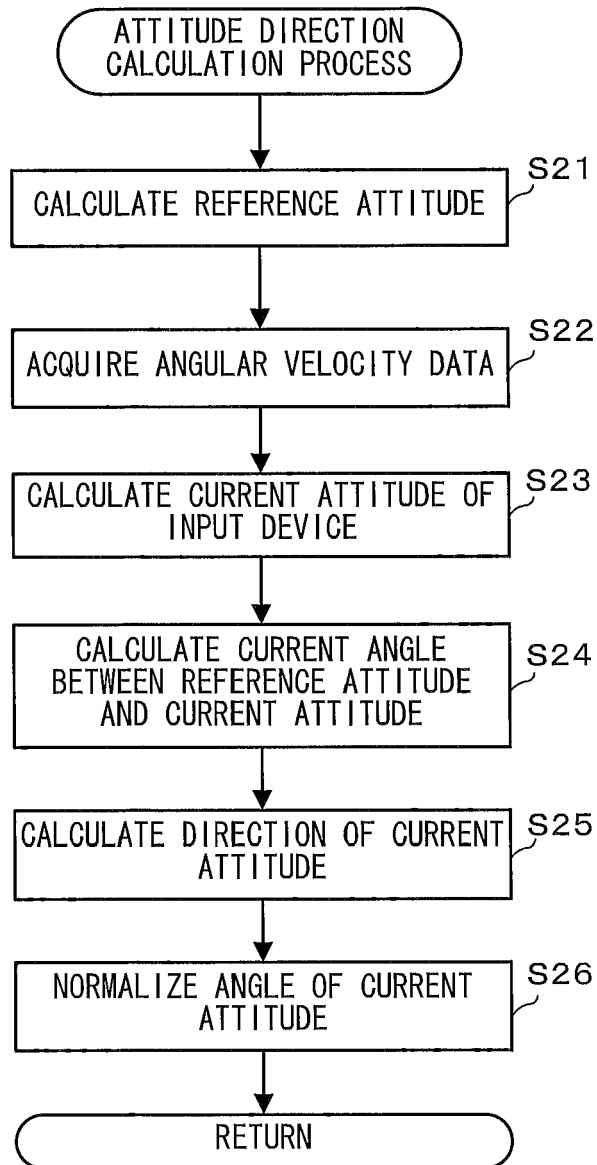 ATTITUDE DIRECTION
CALCULATION PROCESS
S21
CALCULATE REFERENCE ATTITUDE
S22
ACQUIRE ANGULAR VELOCITY DATA
S23
CALCULATE CURRENT ATTITUDE OF
INPUT DEVICE
S24
CALCULATE CURRENT ANGLE
BETWEEN REFERENCE ATTITUDE
AND CURRENT ATTITUDE
S25
CALCULATE DIRECTION OF CURRENT
ATTITUDE
S26
NORMALIZE ANGLE OF CURRENT
ATTITUDE
RETURN